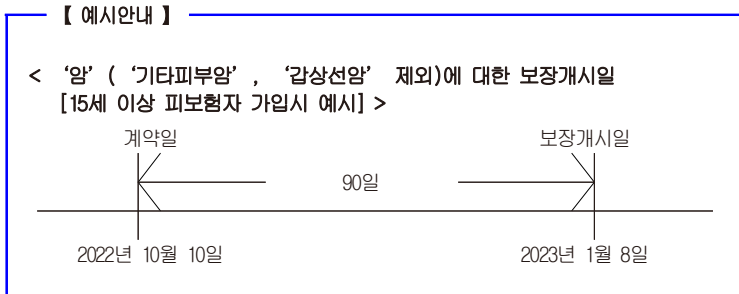 【 예시안내 】
< ‘암’ ( ‘기타피부암’ , ‘갑상선암’ 제외)에 대한 보장개시일
[15세 이상 피보험자 가입시 예시] >
계약일 보장개시일
90일
2022년 10월 10일 2023년 1월 8일